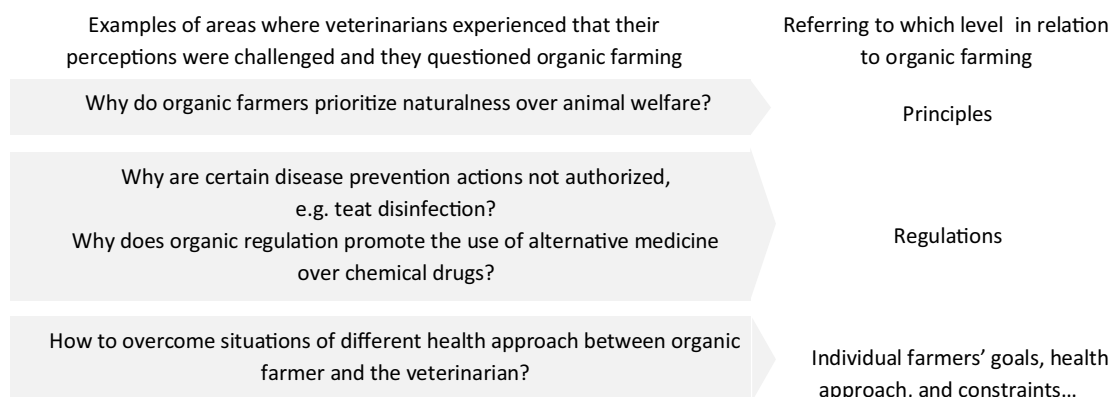 Examples of areas where veterinarians experienced that their
perceptions were challenged and they questioned organic farming
Referring to which level in relation
to organic farming
Why do organic farmers prioritize naturalness over animal welfare?
Principles
Why are certain disease prevention actions not authorized,
e.g. teat disinfection?
Why does organic regulation promote the use of alternative medicine
over chemical drugs?
Regulations
How to overcome situations of different health approach between organic
farmer and the veterinarian?
Individual farmers’ goals, health
approach, and constraints…